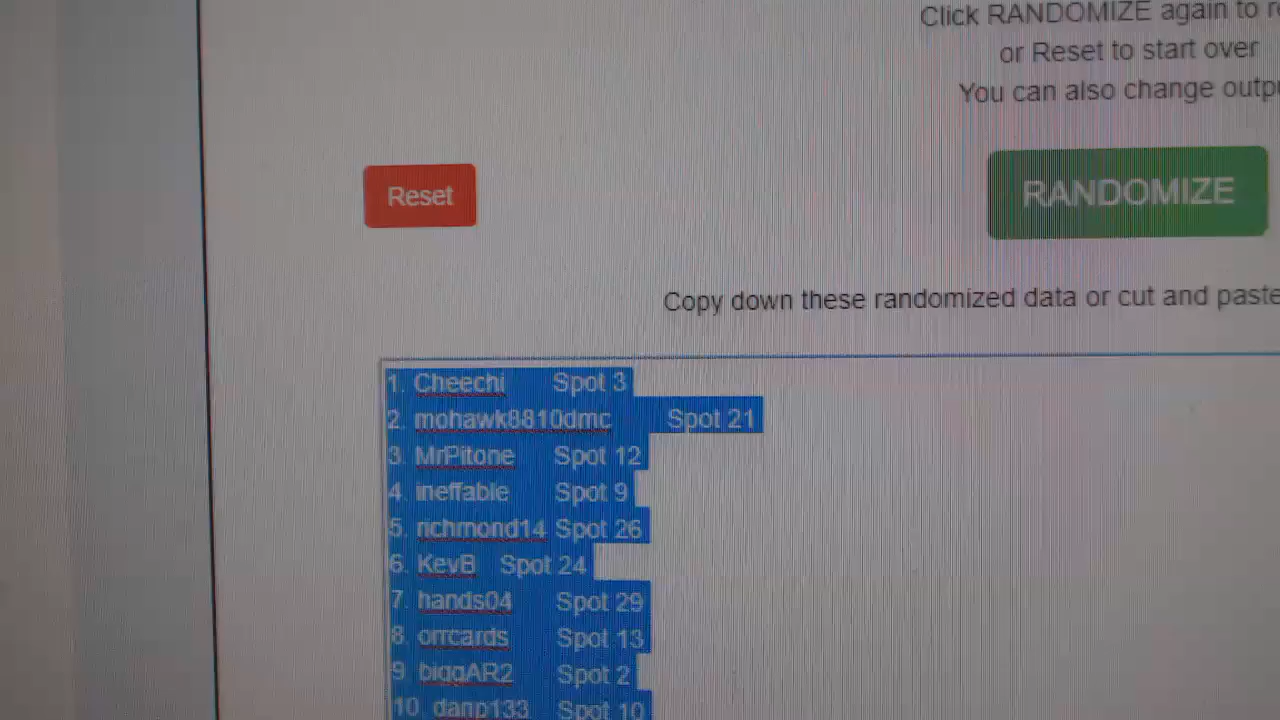 Click RANDOMIZE again to
or Reset to start over
You can also change
Reset
RANDOMIZE
Copy down these randomized data or cut and paste
1. Cheechi Spot 3
2. mohawk8810dmc Spot 21
3. MrPitone Spot 12
4. ineffable Spot 9
5. richmond14 Spot 26
6. KevB Spot 24
7. hands04 Spot 29
8. orrcards Spot 13
9. biggAR2 Spot 2
10. danp133 Spot 10